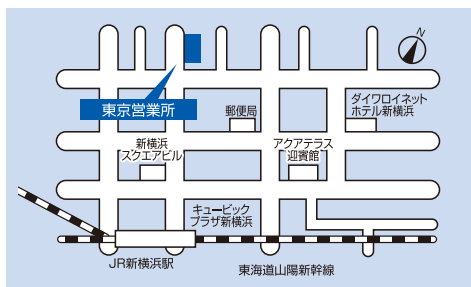 N
東京営業所
郵便局
ダイワロイネット
ホテル新横浜
新横浜
スクエアビル
アクアテラス
迎賓館
キュービック
プラザ新横浜
JR新横浜駅
東海道山陽新幹線